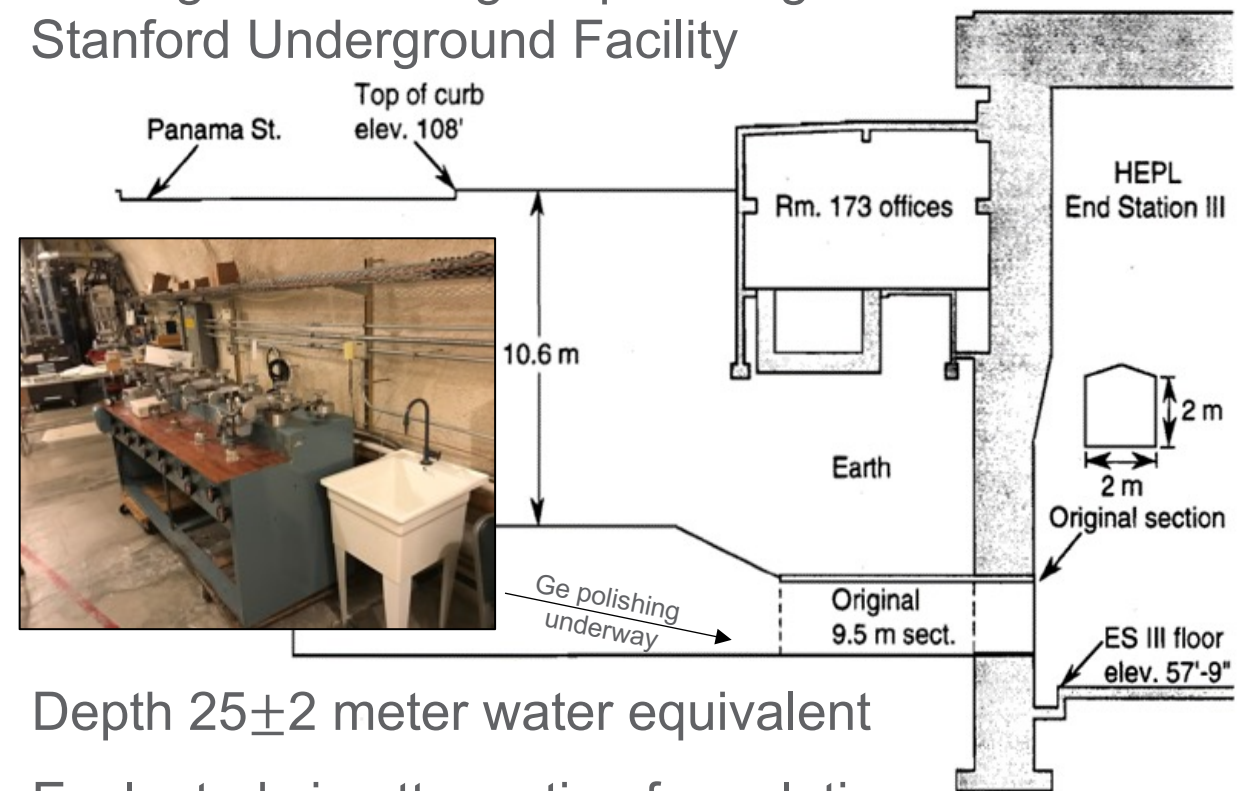 Stanford Underground Facility
Top of curb
elev. 108'
Panama St.
HEPL
End Station III
Rm. 173 offices
10.6 m
2 m
2 m
Earth
Original section
Ge polishing
underway
Original
9.5 m sect.
ES III floor
elev. 57'-9"
Depth 25±2 meter water equivalent